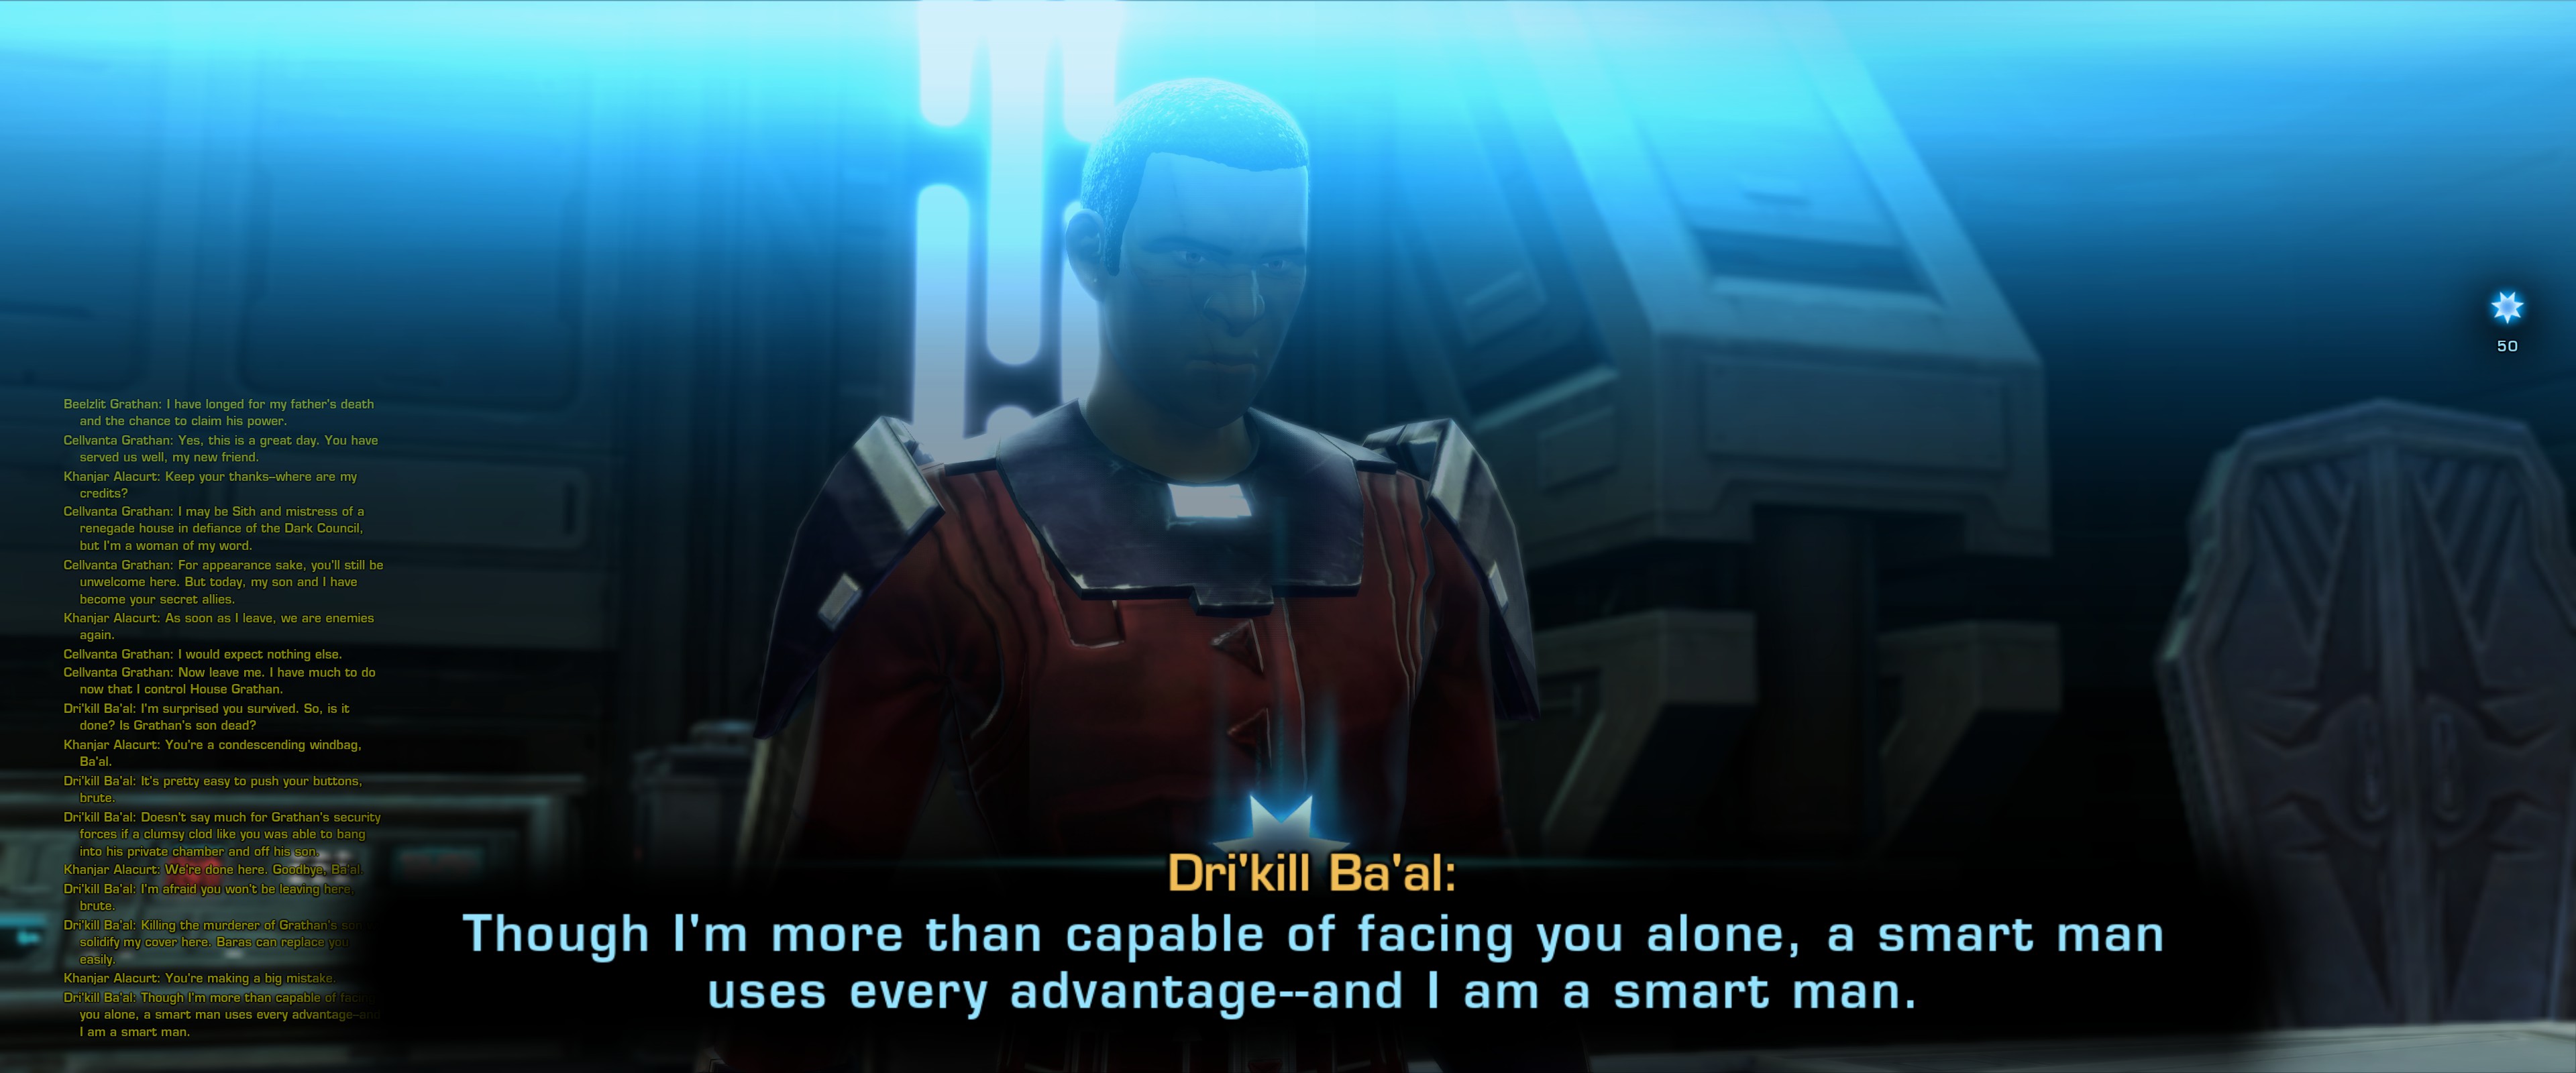 Beelzlit Grathan: I have longed for my father's death
and the chance to claim his power.
Cellvanta Grathan: Yes, this is a great day. You have
served us well, my new friend.
Khanjar Alacurt: Keep your thanks--where are my
credits?
Cellvanta Grathan: I may be Sith and mistress of a
renegade house in defiance of the Dark Council,
but I'm a woman of my word.
Cellvanta Grathan: For appearance sake, you'll still be
unwelcome here. But today, my son and I have
become your secret allies.
Khanjar Alacurt: As soon as I leave, we are enemies
again.
Cellvanta Grathan: I would expect nothing else.
Cellvanta Grathan: Now leave me. I have much to do
now that I control House Grathan.
Dri'kill Ba'al: I'm surprised you survived. So, is it
done? Is Grathan's son dead?
Khanjar Alacurt: You're a condescending windbag,
Ba'al.
Dri'kill Ba'al: It's pretty easy to push your buttons,
brute.
Dri'kill Ba'al: Doesn't say much for Grathan's security
forces if a clumsy clod like you was able to bang
into his private chamber and off his son.
Khanjar Alacurt: We're done here. Goodbye, Ba'al.
Dri'kill Ba'al: I'm afraid you won't be leaving here,
brute.
Dri'kill Ba'al: Killing the murderer of Grathan's son
solidify my cover here. Baras can replace you
easily.
Khanjar Alacurt: You're making a big mistake.
Dri'kill Ba'al: Though I'm more than capable of facing
you alone, a smart man uses every advantage--and
I am a smart man.
50
Dri'kill Ba'al:
Though I'm more than capable of facing you alone, a smart man
uses every advantage--and I am a smart man.